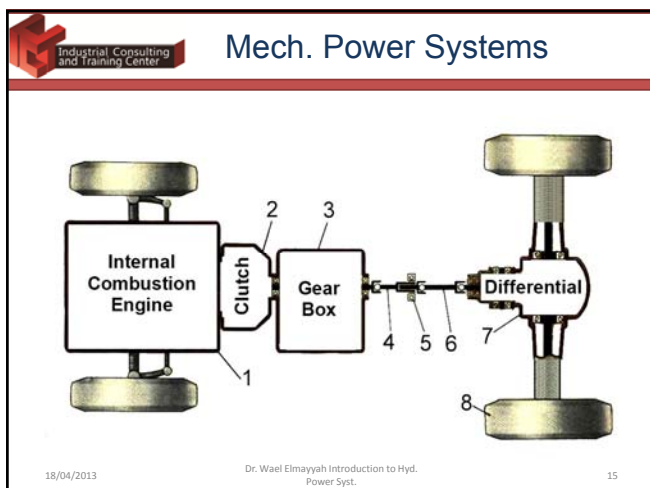 Industrial Consulting
and Training Center
Mech. Power Systems
2
3
Internal
Combustion
Engine
Clutch
Gear
Box
Differential
4
5
6
7
1
8
18/04/2013
Dr. Wael Elmayyah Introduction to Hyd.
Power Syst.
15